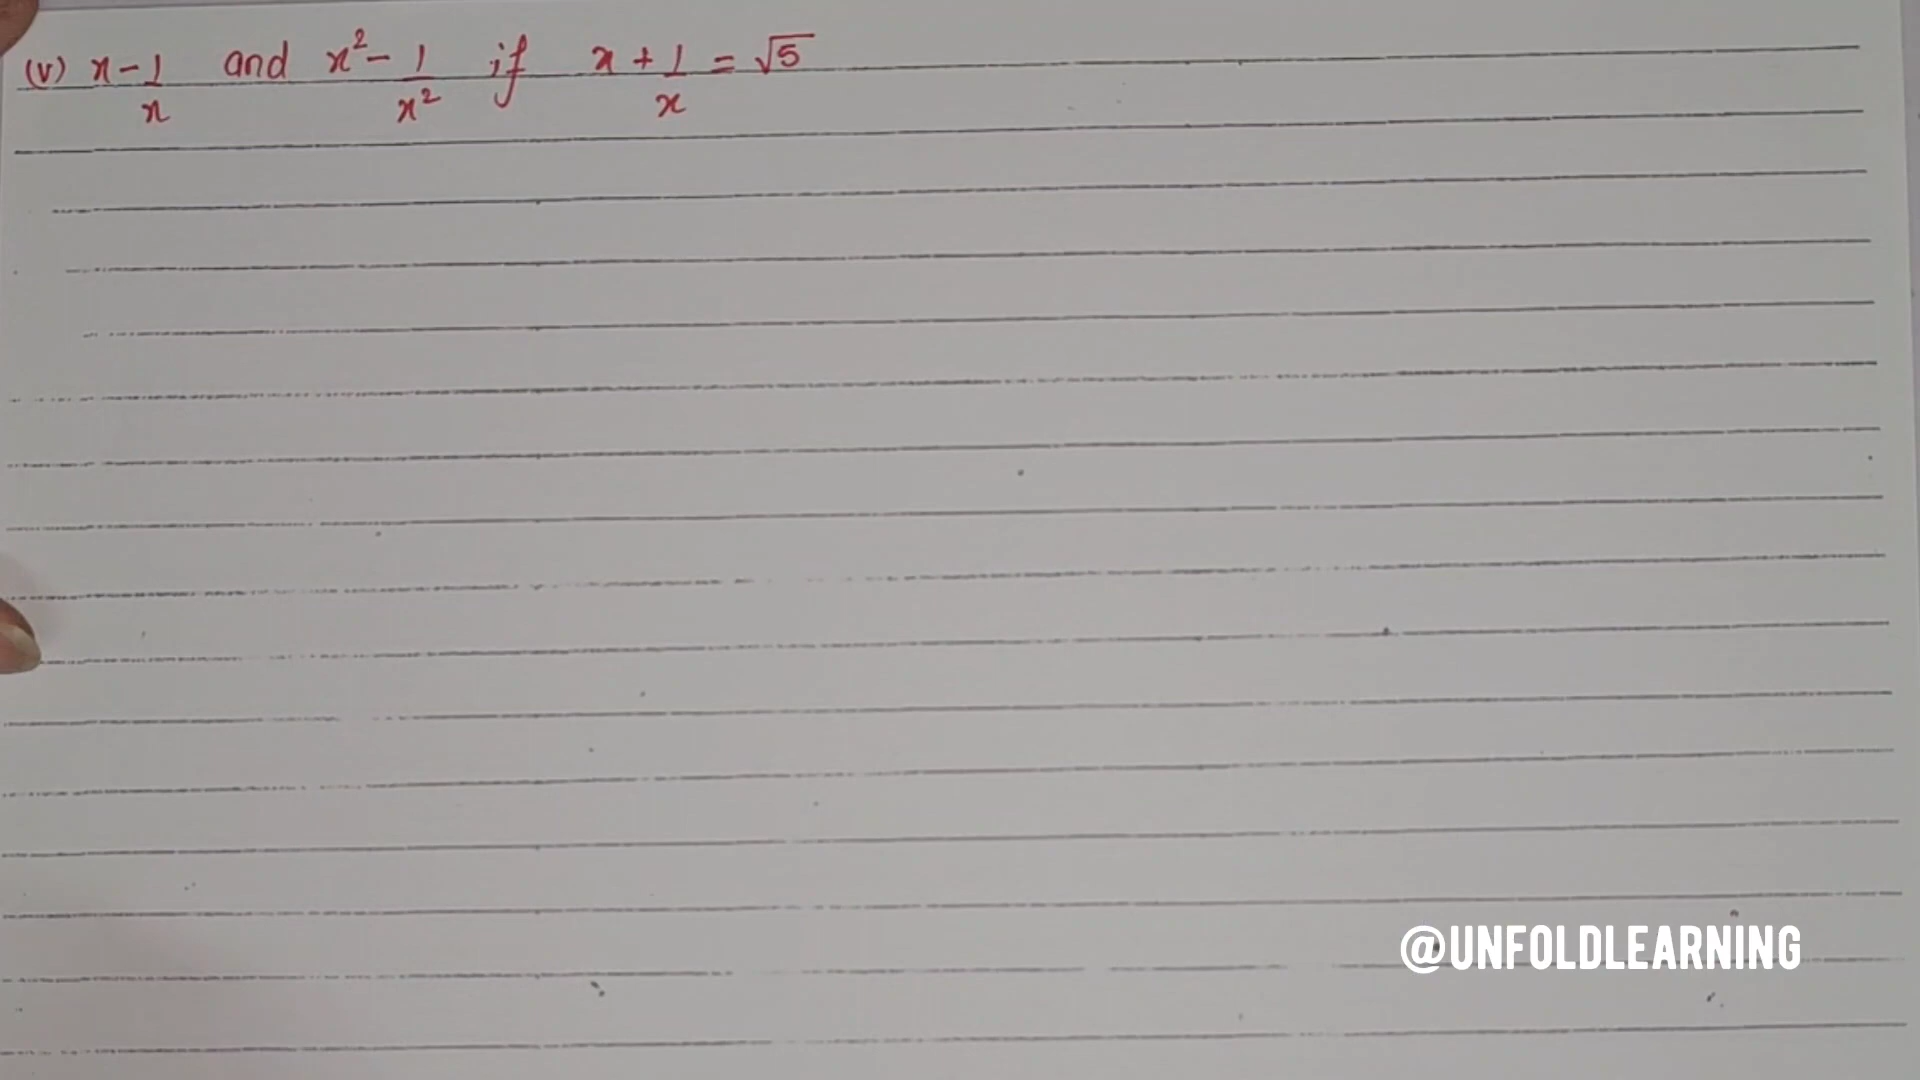 (v) x - 1/x and x² - 1/x² if x + 1/x = √5
@UNFOLDLEARNING